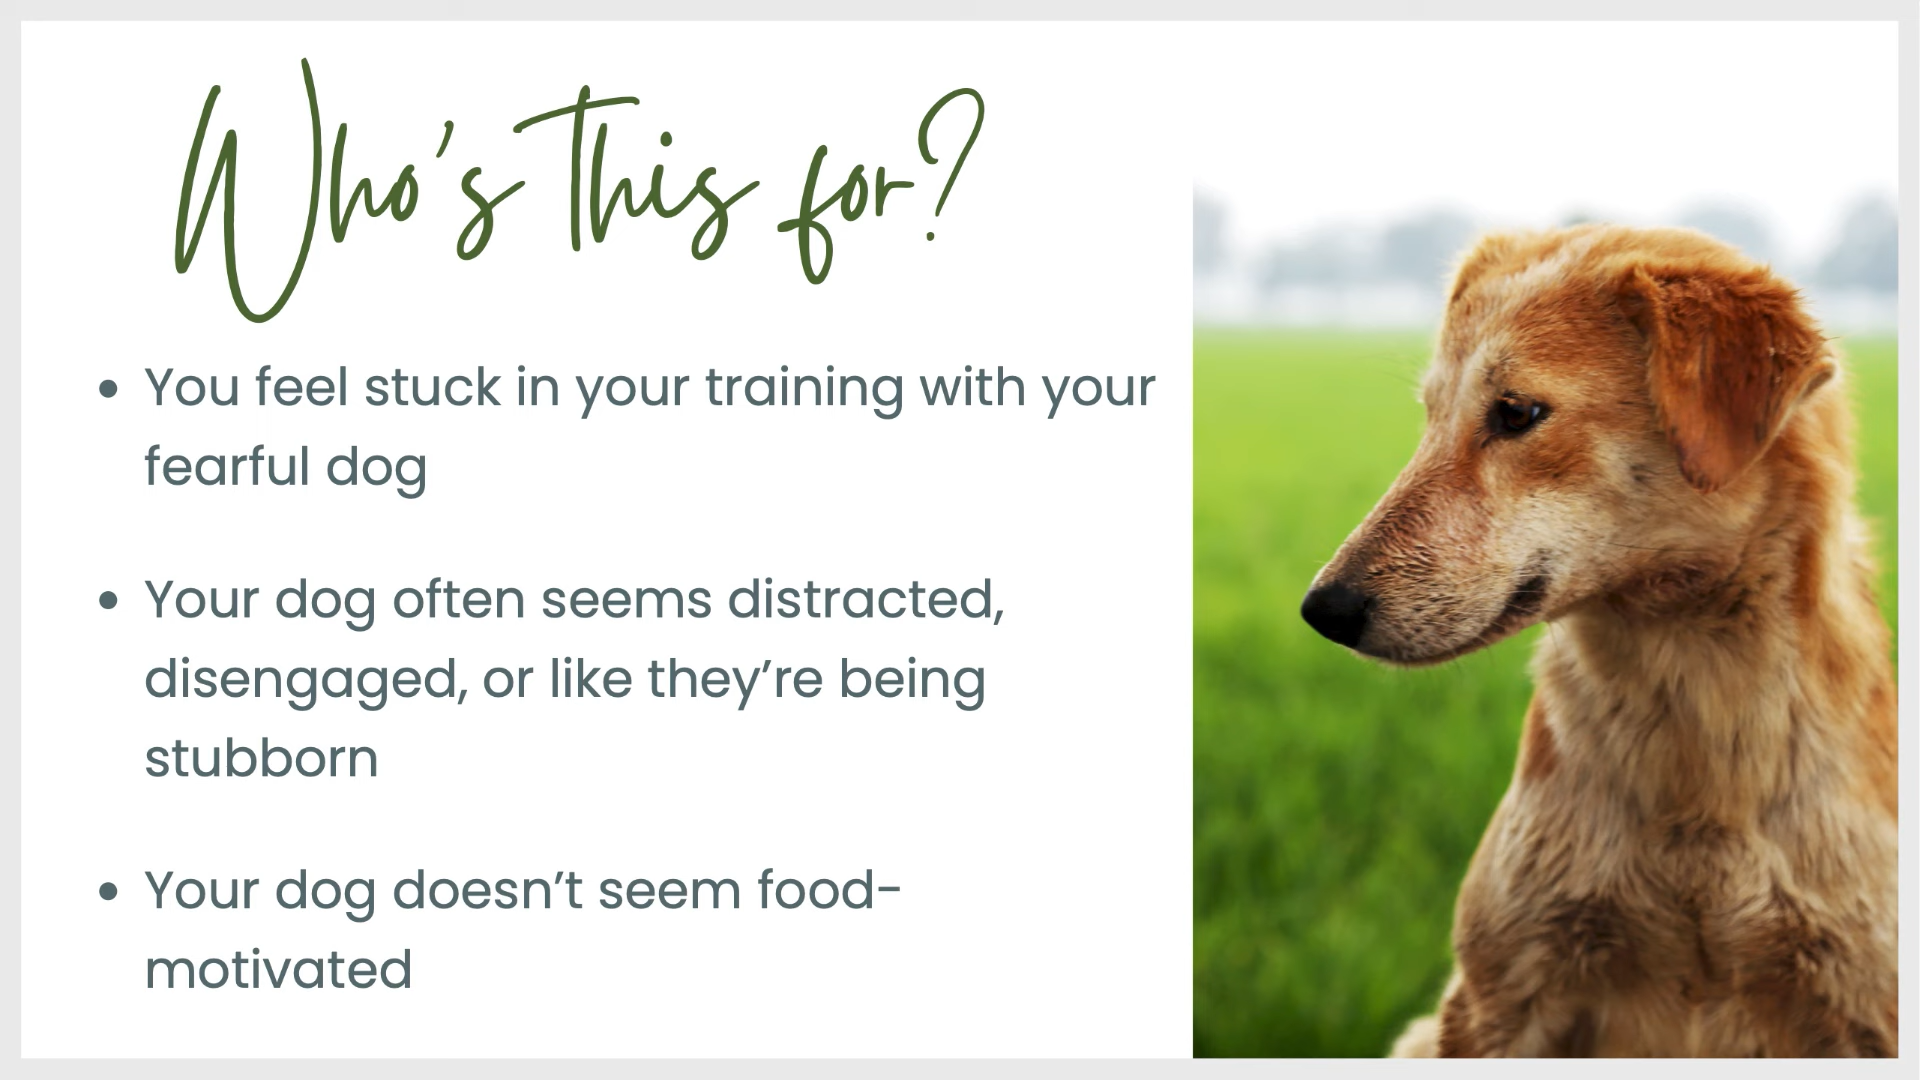 Who's This for?
• You feel stuck in your training with your
fearful dog
• Your dog often seems distracted,
disengaged, or like they’re being
stubborn
• Your dog doesn’t seem food-
motivated